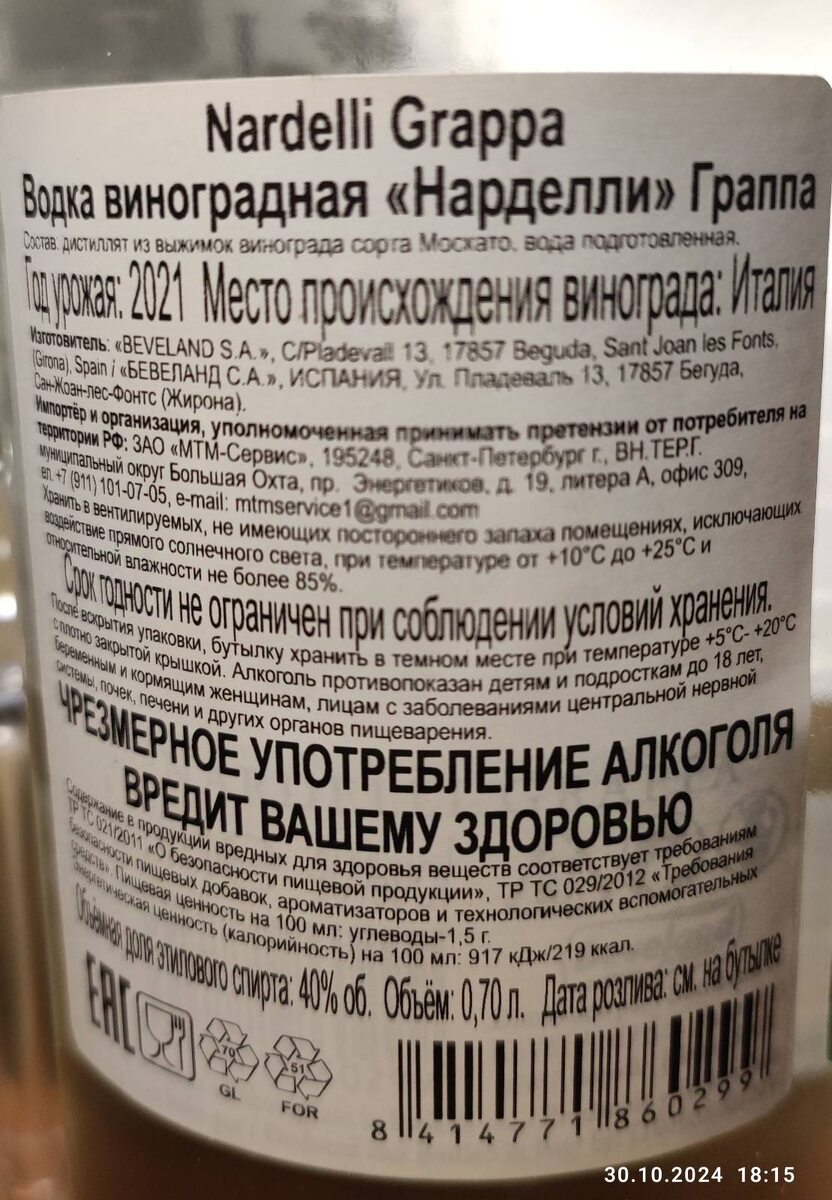 Nardelli Grappa
Водка виноградная «Нарделли» Граппа
Состав: дистиллят из выжимок винограда сорта Москато, вода подготовленная.
Год урожая: 2021 Место происхождения винограда: Италия
Изготовитель: «BEVELAND S.A.», C/Pladevall 13, 17857 Beguda, Sant Joan les Fonts,
(Girona), Spain / «БЕВЕЛАНД С.А.», ИСПАНИЯ, Ул. Пладеваль 13, 17857 Бегуда,
Сан-Жоан-лес-Фонтс (Жирона).
Импортёр и организация, уполномоченная принимать претензии от потребителя на
территории РФ: ЗАО «МТМ-Сервис», 195248, Санкт-Петербург г., ВН.ТЕР.Г.
муниципальный округ Большая Охта, пр. Энергетиков, д. 19, литера А, офис 309,
ел. +7 (911) 101-07-05, e-mail: mtmservice1@gmail.com
Хранить в вентилируемых, не имеющих постороннего запаха помещениях, исключающих
воздействие прямого солнечного света, при температуре от +10°C до +25°C и
относительной влажности не более 85%.
Срок годности не ограничен при соблюдении условий хранения.
После вскрытия упаковки, бутылку хранить в темном месте при температуре +5°C- +20°C
с плотно закрытой крышкой. Алкоголь противопоказан детям и подросткам до 18 лет,
беременным и кормящим женщинам, лицам с заболеваниями центральной нервной
системы, почек, печени и других органов пищеварения.
ЧРЕЗМЕРНОЕ УПОТРЕБЛЕНИЕ АЛКОГОЛЯ
ВРЕДИТ ВАШЕМУ ЗДОРОВЬЮ
Содержание в продукции вредных для здоровья веществ соответствует требованиям
ТР ТС 021/2011 «О безопасности пищевой продукции», ТР ТС 029/2012 «Требования
безопасности пищевых добавок, ароматизаторов и технологических вспомогательных
средств». Пищевая ценность на 100 мл: углеводы-1,5 г.
Энергетическая ценность (калорийность) на 100 мл: 917 кДж/219 ккал.
Объёмная доля этилового спирта: 40% об. Объём: 0,70 л. Дата розлива: см. на бутылке
EAC
70
GL
51
FOR
8 414771 860299
30.10.2024 18:15